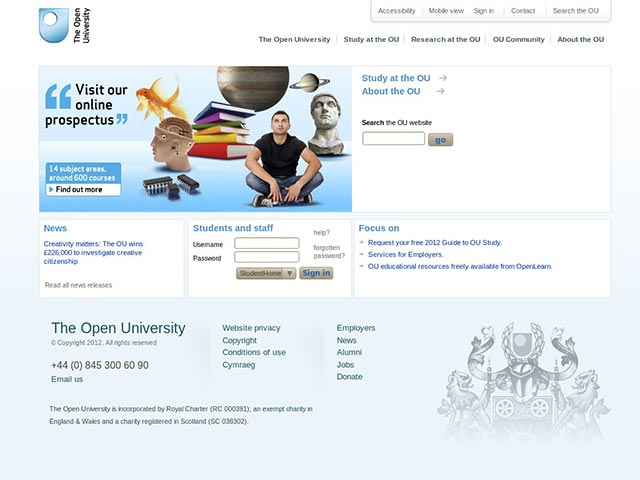 The Open
University
Accessibility
Mobile view
Sign in
Contact
Search the OU
The Open University
Study at the OU
Research at the OU
OU Community
About the OU
“Visit our
online
prospectus”
14 subject areas,
around 600 courses
Find out more
Study at the OU
About the OU
Search the OU website
go
News
Creativity matters: The OU wins
£226,000 to investigate creative
citizenship
Read all news releases
Students and staff
Username
Password
help?
forgotten
password?
StudentHome
Sign in
Focus on
Request your free 2012 Guide to OU Study.
Services for Employers.
OU educational resources freely available from OpenLearn.
The Open University
© Copyright 2012. All rights reserved
+44 (0) 845 300 60 90
Email us
Website privacy
Copyright
Conditions of use
Cymraeg
Employers
News
Alumni
Jobs
Donate
The Open University is incorporated by Royal Charter (RC 000391), an exempt charity in
England & Wales and a charity registered in Scotland (SC 038302).